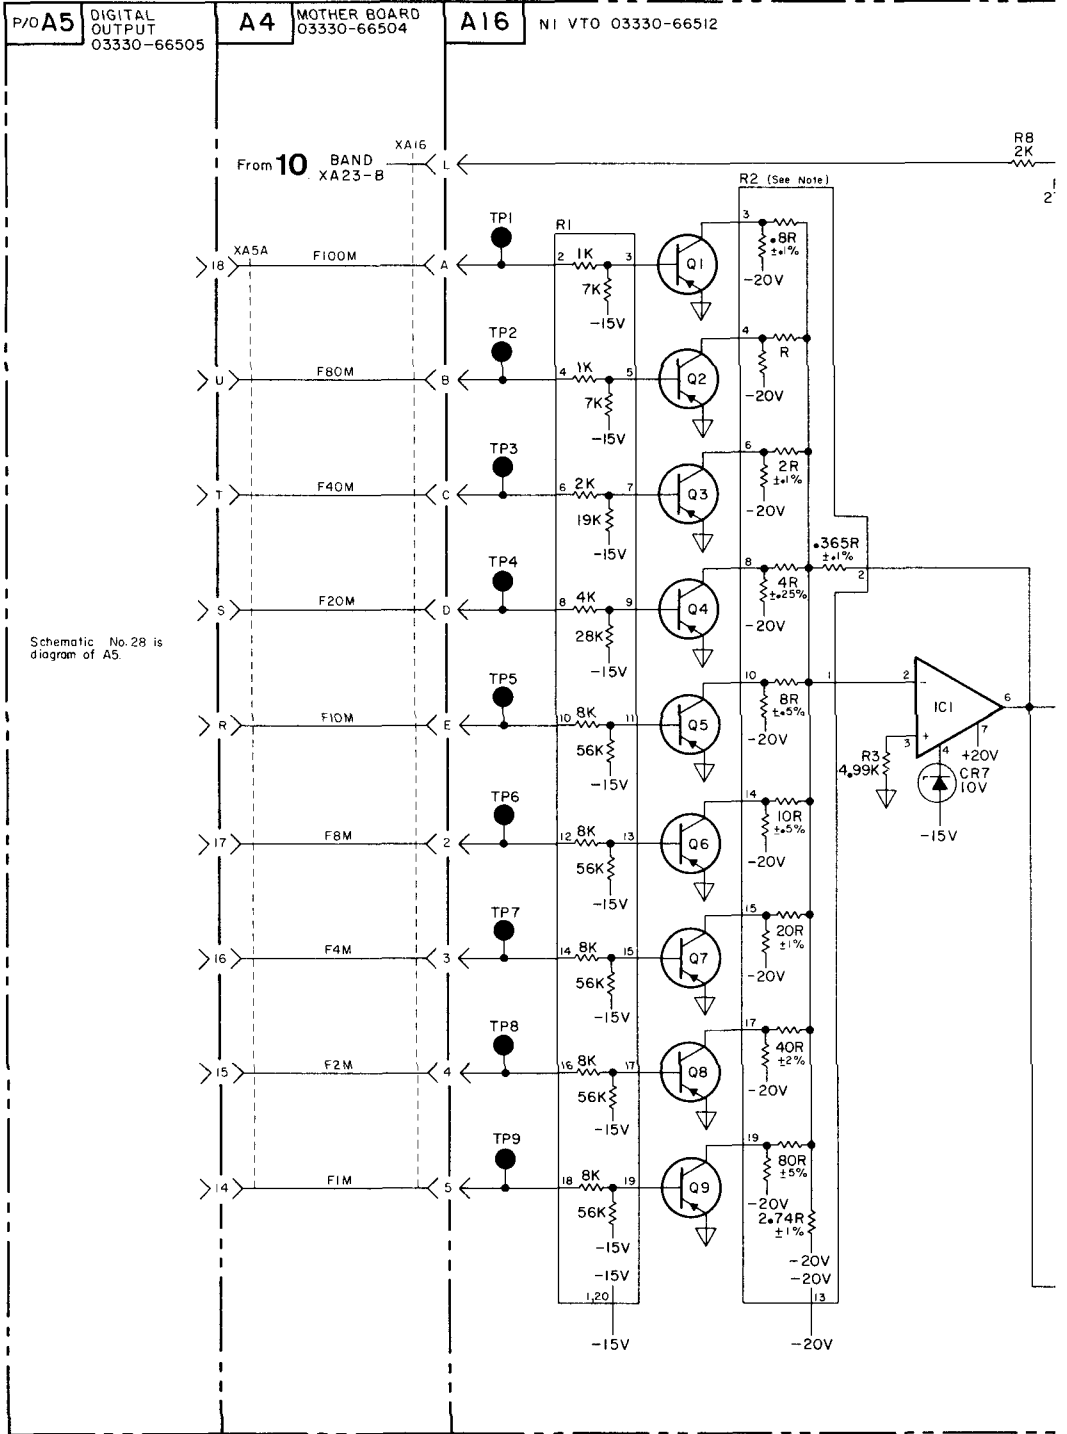 P/O A5 DIGITAL OUTPUT 03330-66505
A4 MOTHER BOARD 03330-66504
A16 N1 VTO 03330-66512
From 10 BAND XA23-8
XA16
L
R8
2K
2
R2 (See Note)
TP1
R1
XA5A
18
F100M
A
2
1K
3
7K
-15V
Q1
3
.8R
±.1%
-20V
TP2
U
F80M
B
4
1K
5
7K
-15V
Q2
4
R
-20V
TP3
T
F40M
C
6
2K
7
19K
-15V
Q3
6
2R
±.1%
-20V
.365R
±.1%
2
TP4
S
F20M
D
8
4K
9
28K
-15V
Q4
8
4R
±.25%
-20V
Schematic No. 28 is
diagram of A5.
TP5
R
F10M
E
10
8K
11
56K
-15V
Q5
10
8R
±.5%
-20V
1
2
-
IC1
6
+
3
4
7
+20V
R3
4.99K
CR7
10V
-15V
TP6
17
F8M
2
12
8K
13
56K
-15V
Q6
14
10R
±.5%
-20V
TP7
16
F4M
3
14
8K
15
56K
-15V
Q7
15
20R
±1%
-20V
TP8
15
F2M
4
16
8K
17
56K
-15V
Q8
17
40R
±2%
-20V
TP9
14
F1M
5
18
8K
19
56K
-15V
Q9
19
80R
±5%
-20V
2.74R
±1%
-20V
-20V
-15V
1,20
13
-15V
-20V